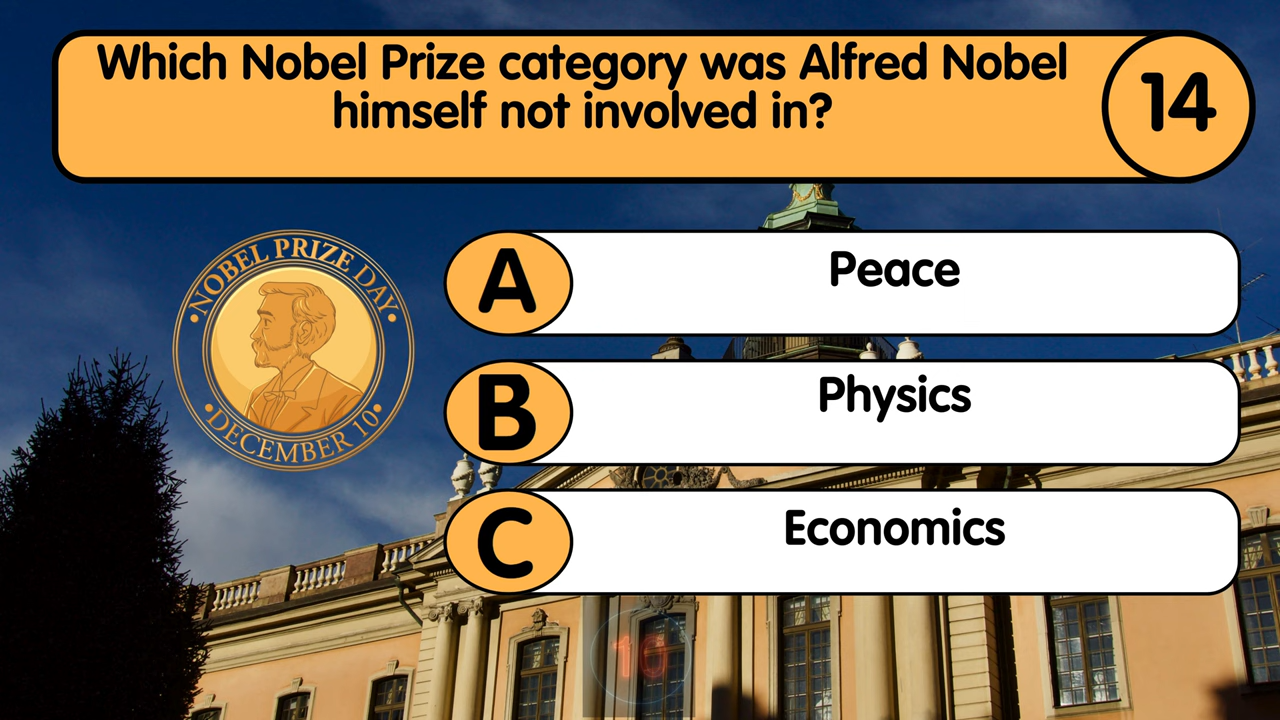 Which Nobel Prize category was Alfred Nobel
himself not involved in?
14
NOBEL PRIZE DAY
DECEMBER 10
A
Peace
B
Physics
C
Economics
10